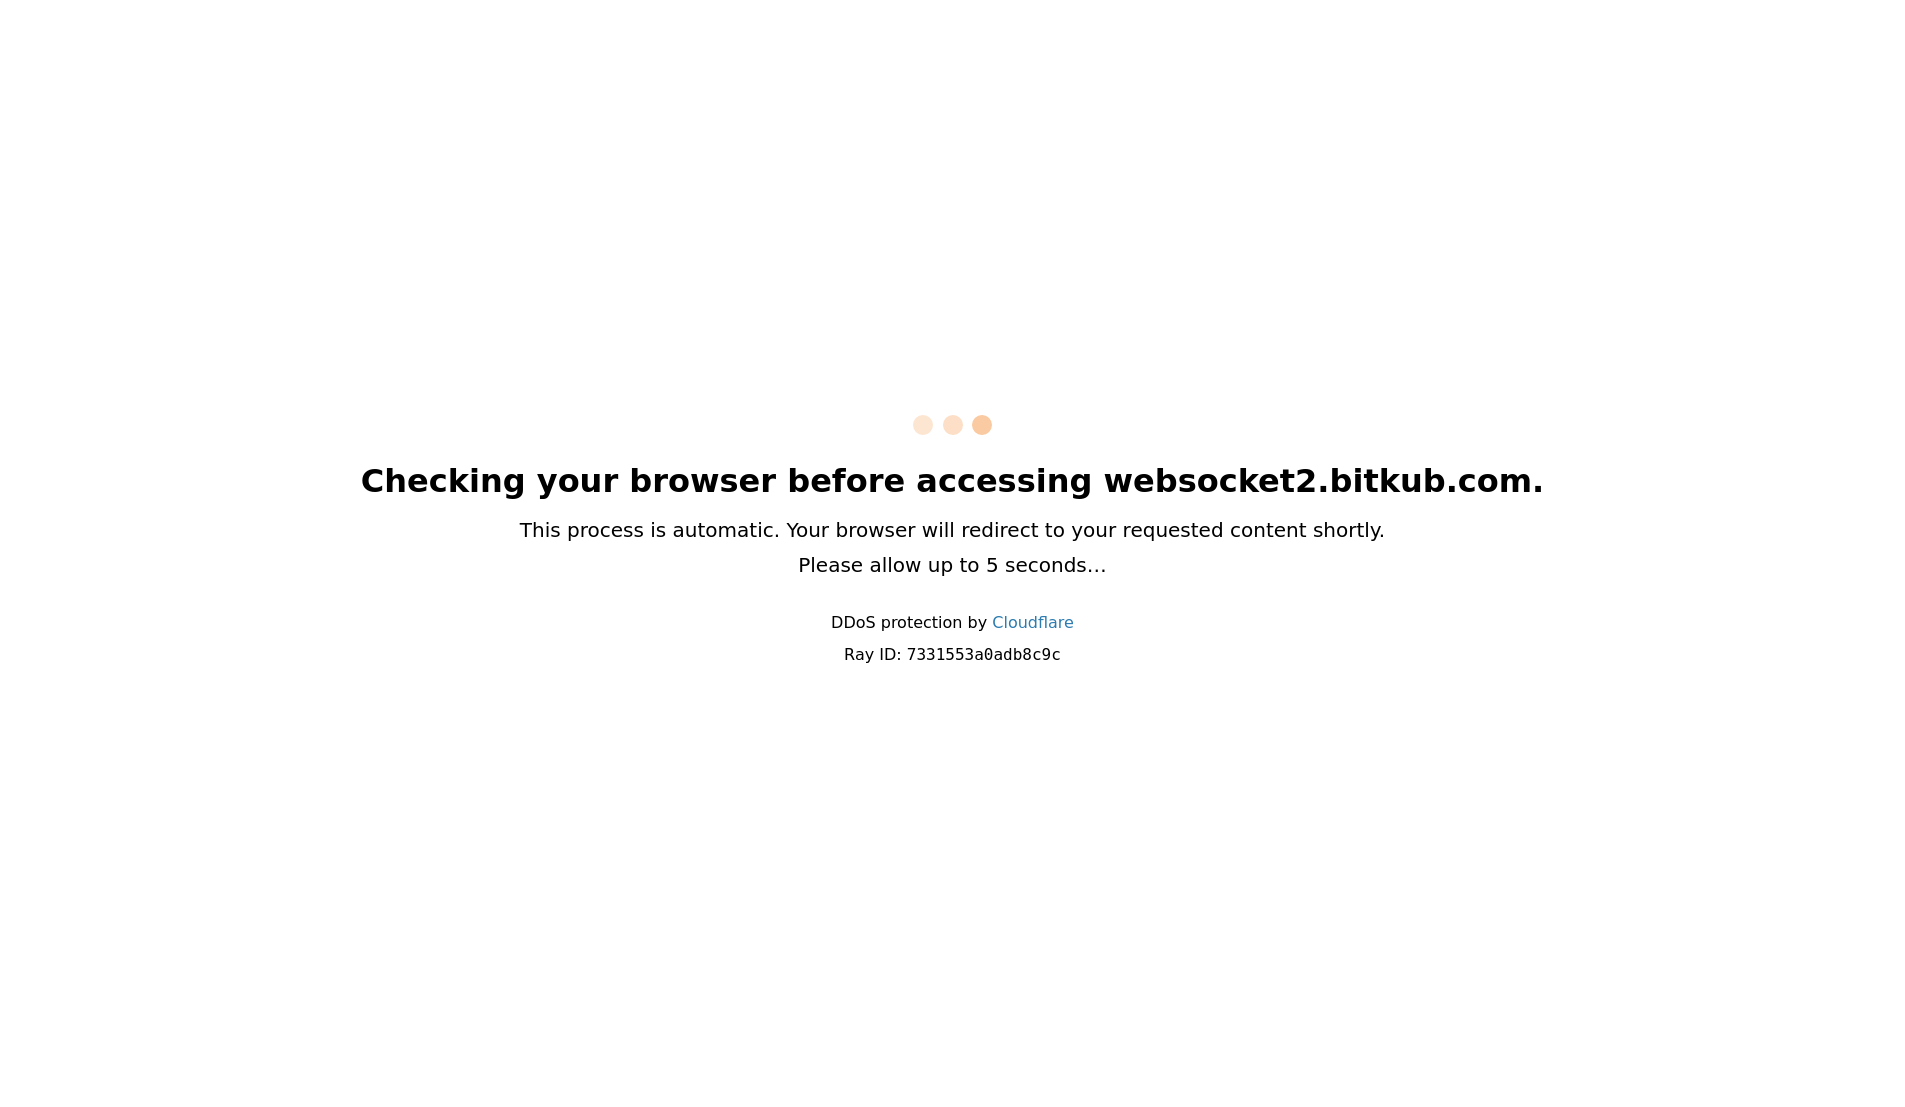 Checking your browser before accessing websocket2.bitkub.com.
This process is automatic. Your browser will redirect to your requested content shortly.
Please allow up to 5 seconds…
DDoS protection by Cloudflare
Ray ID: 7331553a0adb8c9c